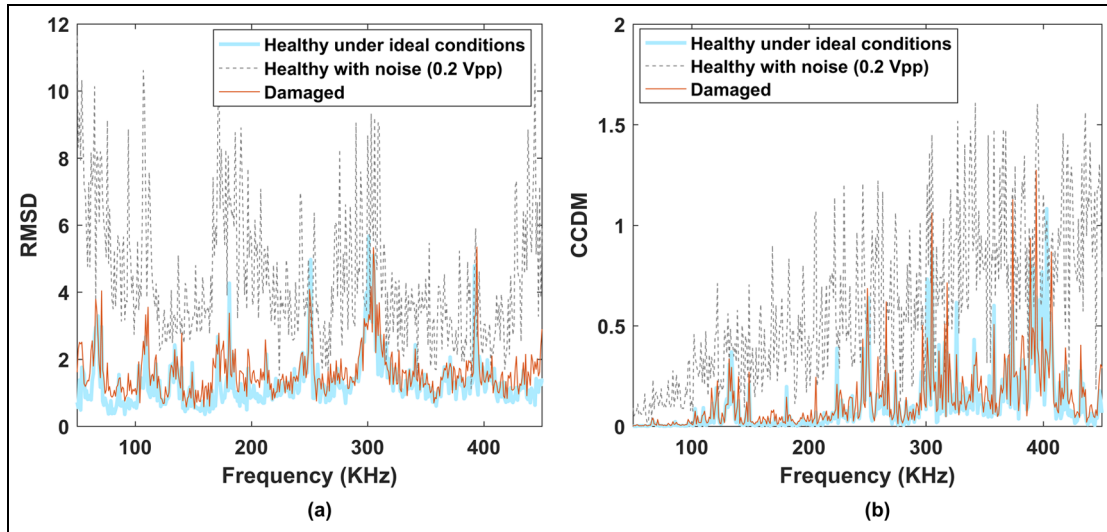 12
10
8
6
4
2
0
RMSD
Healthy under ideal conditions
Healthy with noise (0.2 Vpp)
Damaged
100
200
300
400
Frequency (KHz)
(a)
2
1.5
1
0.5
0
CCDM
Healthy under ideal conditions
Healthy with noise (0.2 Vpp)
Damaged
100
200
300
400
Frequency (KHz)
(b)